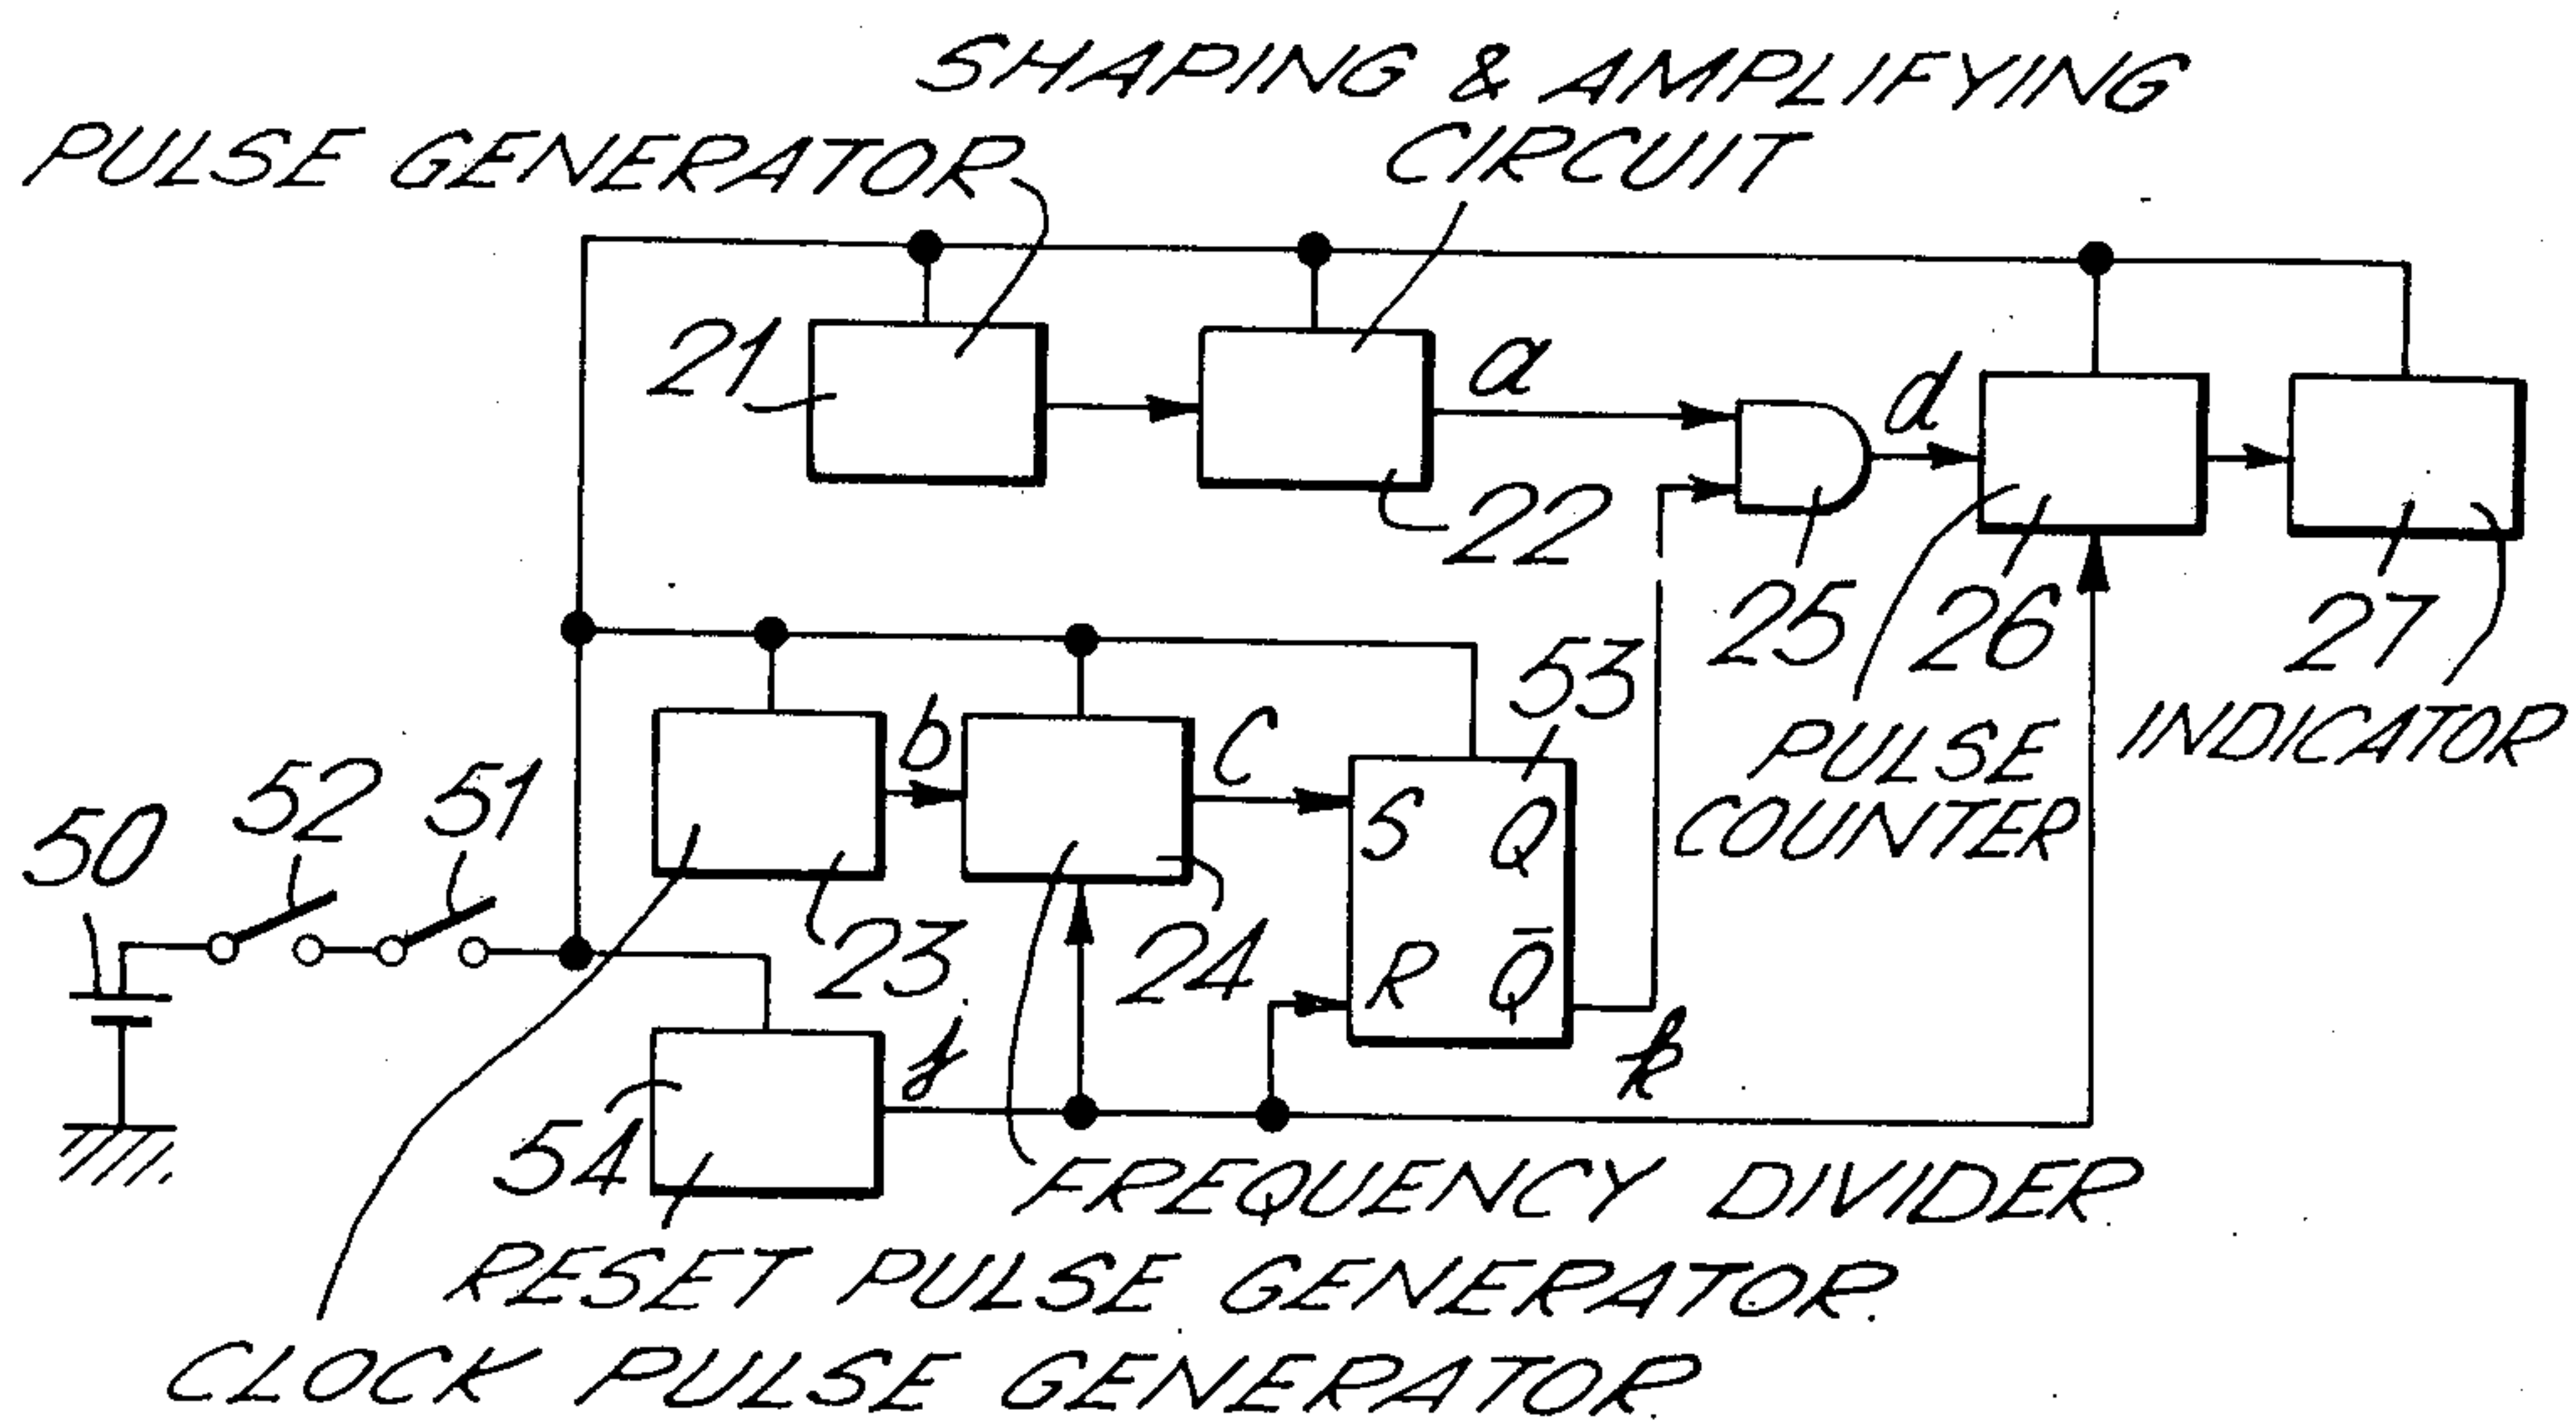 SHAPING & AMPLIFYING
CIRCUIT
PULSE GENERATOR
21
a
22
d
25
26
27
53
PULSE
COUNTER
INDICATOR
b
C
S Q
R Q̄
50
52
51
23
24
j
k
54
FREQUENCY DIVIDER
RESET PULSE GENERATOR
CLOCK PULSE GENERATOR